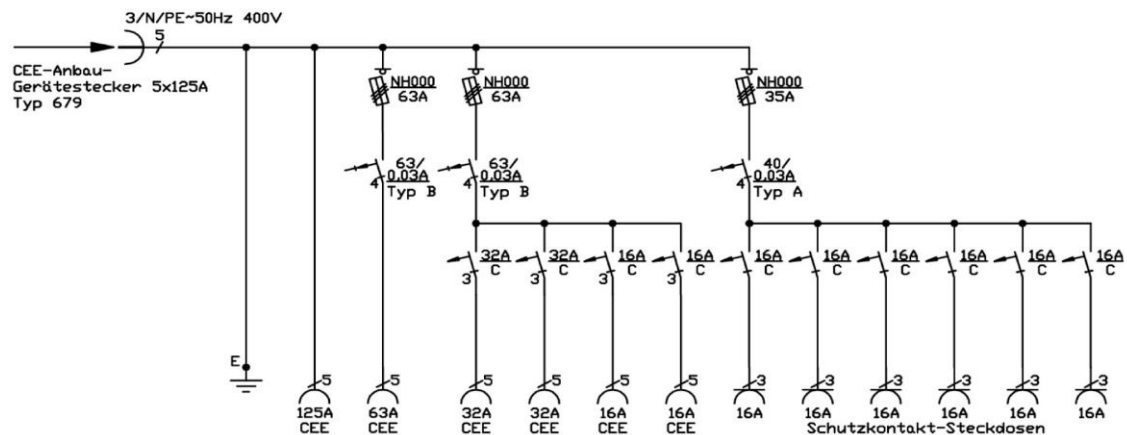 3/N/PE~50Hz 400V
5
CEE-Anbau-
Gerätestecker 5x125A
Typ 679
NH000
63A
NH000
63A
NH000
35A
63/
0.03A
4
Typ B
63/
0.03A
4
Typ B
40/
0.03A
4
Typ A
32A 32A 16A 16A 16A 16A 16A 16A 16A 16A
C C C C C C C C C C
3 3 3 3
E
5 5 5 5 5 5 3 3 3 3 3 3
125A 63A 32A 32A 16A 16A 16A 16A 16A 16A 16A 16A
CEE CEE CEE CEE CEE CEE Schutzkontakt-Steckdosen